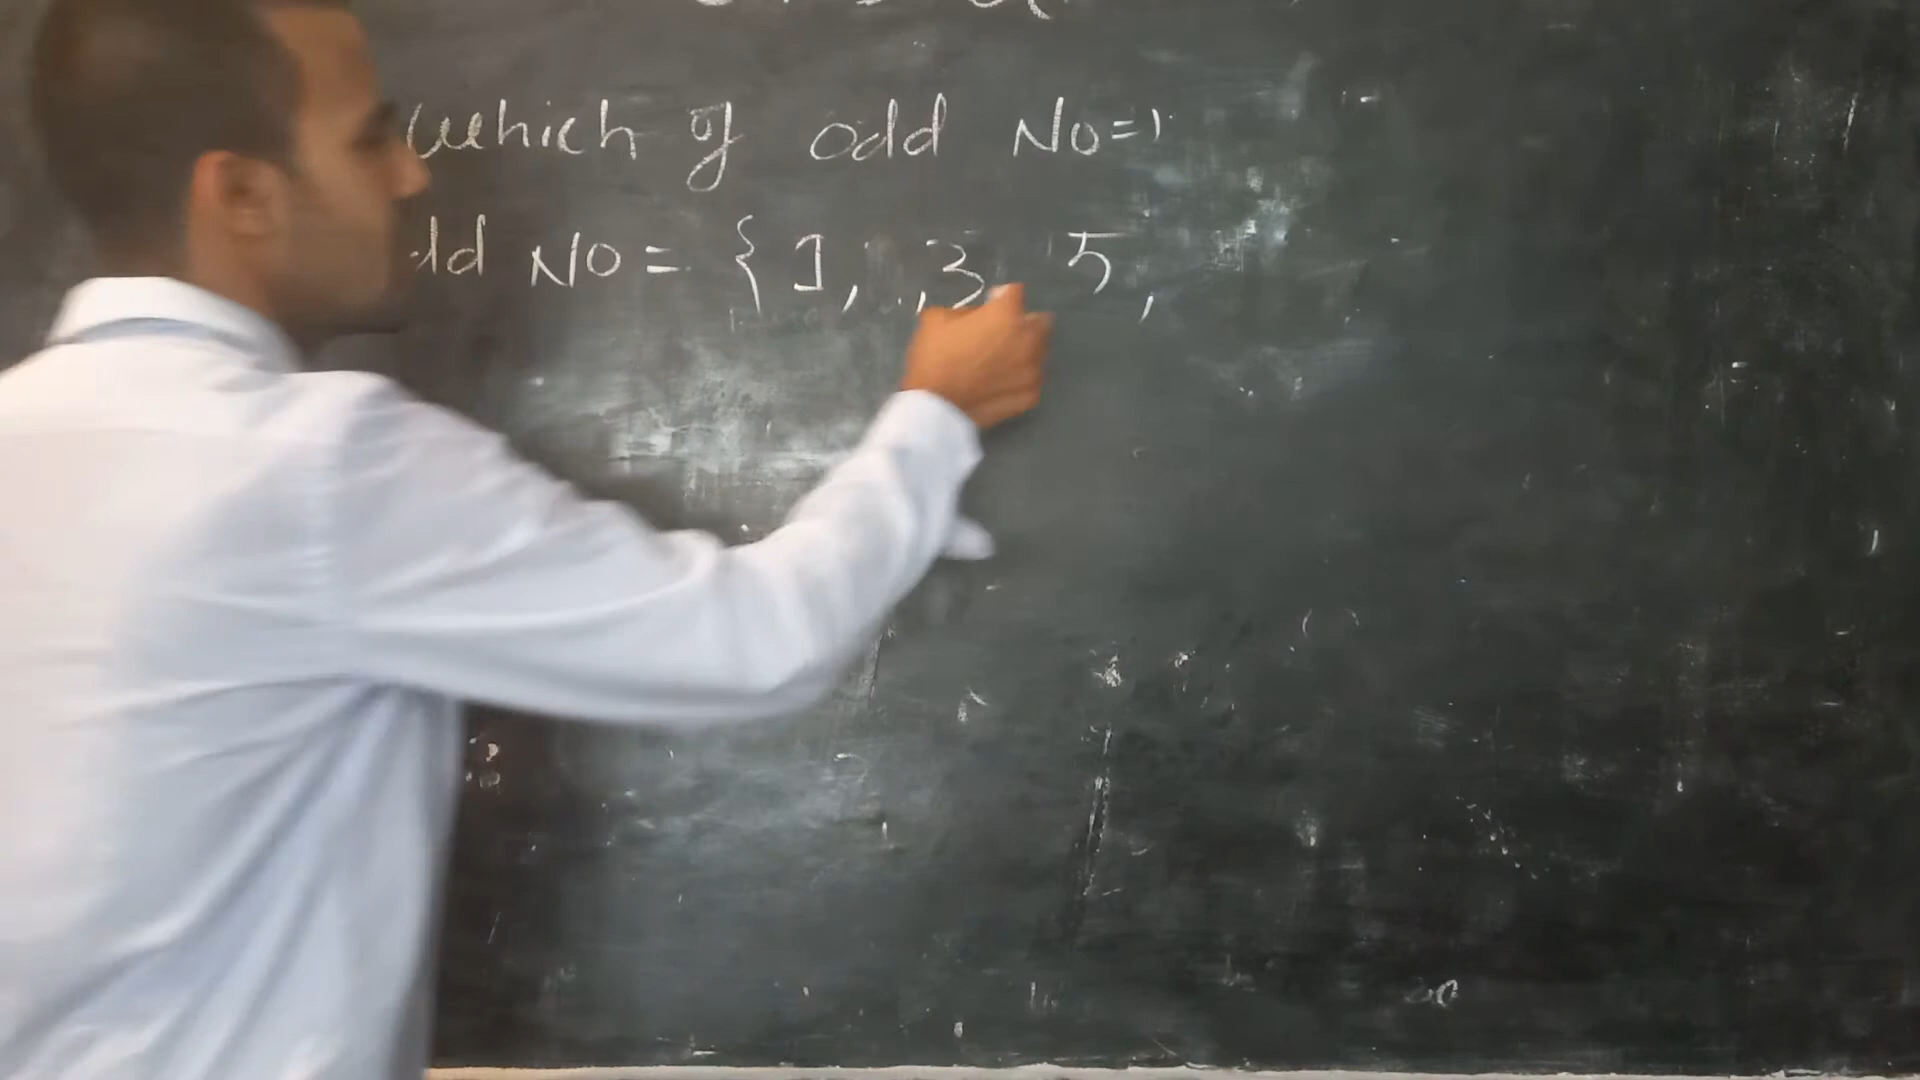 which of odd No=
dd No = { 1, , 3, 5,